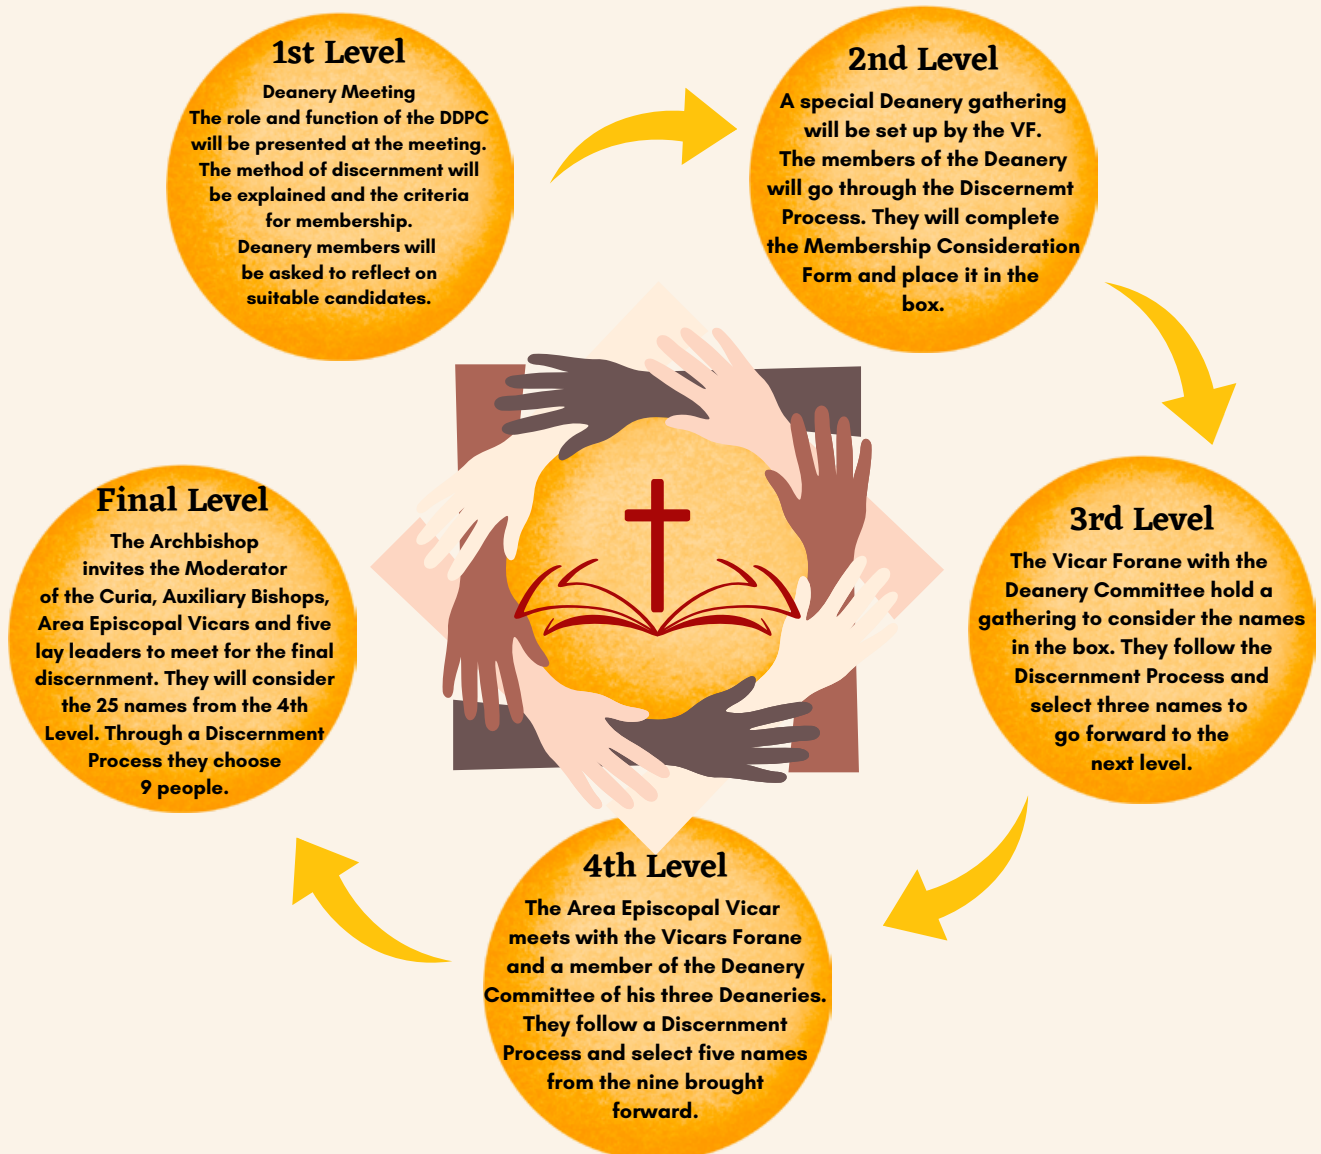 1st Level
Deanery Meeting
The role and function of the DDPC
will be presented at the meeting.
The method of discernment will
be explained and the criteria
for membership.
Deanery members will
be asked to reflect on
suitable candidates.
2nd Level
A special Deanery gathering
will be set up by the VF.
The members of the Deanery
will go through the Discernemt
Process. They will complete
the Membership Consideration
Form and place it in the
box.
3rd Level
The Vicar Forane with the
Deanery Committee hold a
gathering to consider the names
in the box. They follow the
Discernment Process and
select three names to
go forward to the
next level.
4th Level
The Area Episcopal Vicar
meets with the Vicars Forane
and a member of the Deanery
Committee of his three Deaneries.
They follow a Discernment
Process and select five names
from the nine brought
forward.
Final Level
The Archbishop
invites the Moderator
of the Curia, Auxiliary Bishops,
Area Episcopal Vicars and five
lay leaders to meet for the final
discernment. They will consider
the 25 names from the 4th
Level. Through a Discernment
Process they choose
9 people.